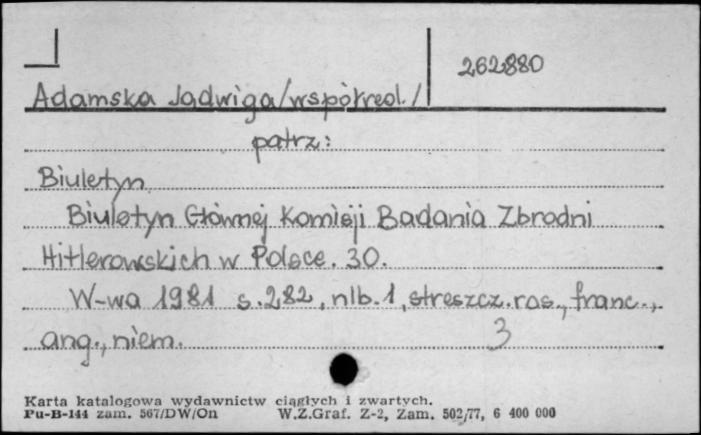 262880
Adamska Jadwiga/współred./
patrz:
Biuletyn
Biuletyn Głównej Komisji Badania Zbrodni
Hitlerowskich w Polsce. 30.
W-wa 1981 s. 282, nlb. 1, streszcz. ros., franc.,
ang., niem.
3
Karta katalogowa wydawnictw ciągłych i zwartych.
Pu-B-144 zam. 567/DW/On W.Z.Graf. Z-2, Zam. 502/77, 6 400 000